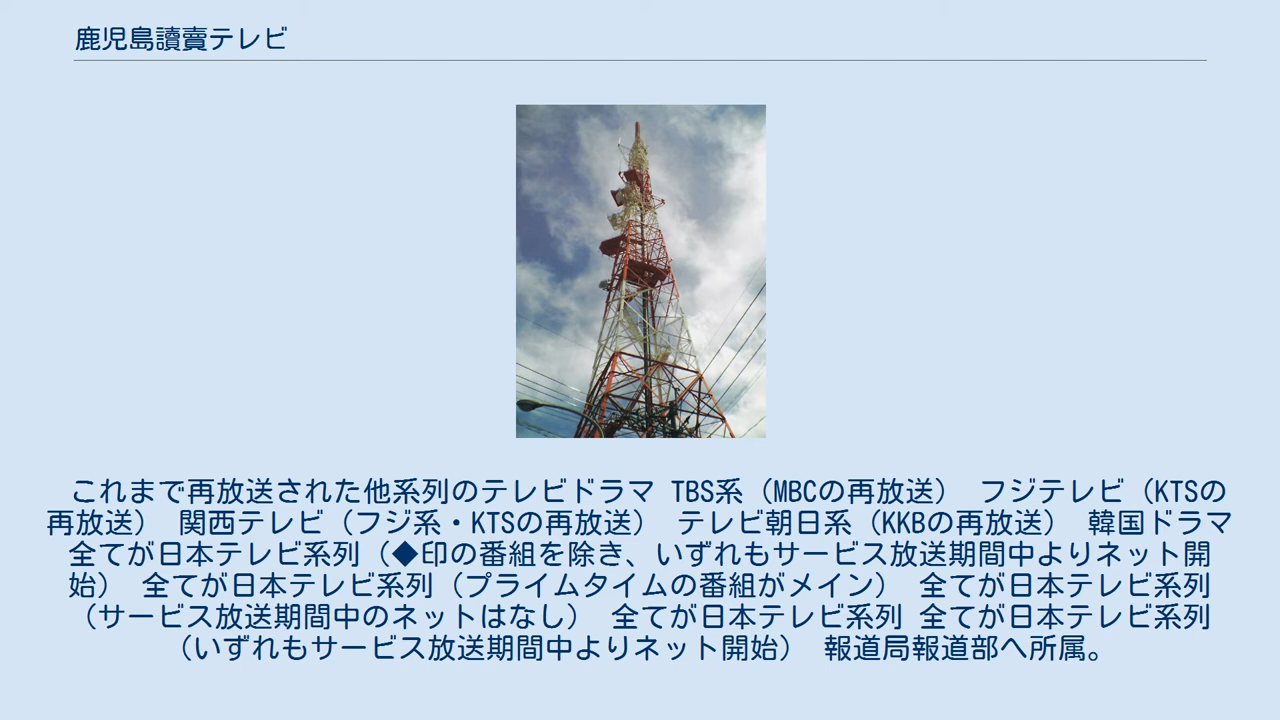 鹿児島讀賣テレビ
これまで再放送された他系列のテレビドラマ TBS系（MBCの再放送） フジテレビ（KTSの
再放送） 関西テレビ（フジ系・KTSの再放送） テレビ朝日系（KKBの再放送） 韓国ドラマ
全てが日本テレビ系列（◆印の番組を除き、いずれもサービス放送期間中よりネット開
始） 全てが日本テレビ系列（プライムタイムの番組がメイン） 全てが日本テレビ系列
（サービス放送期間中のネットはなし） 全てが日本テレビ系列 全てが日本テレビ系列
（いずれもサービス放送期間中よりネット開始） 報道局報道部へ所属。